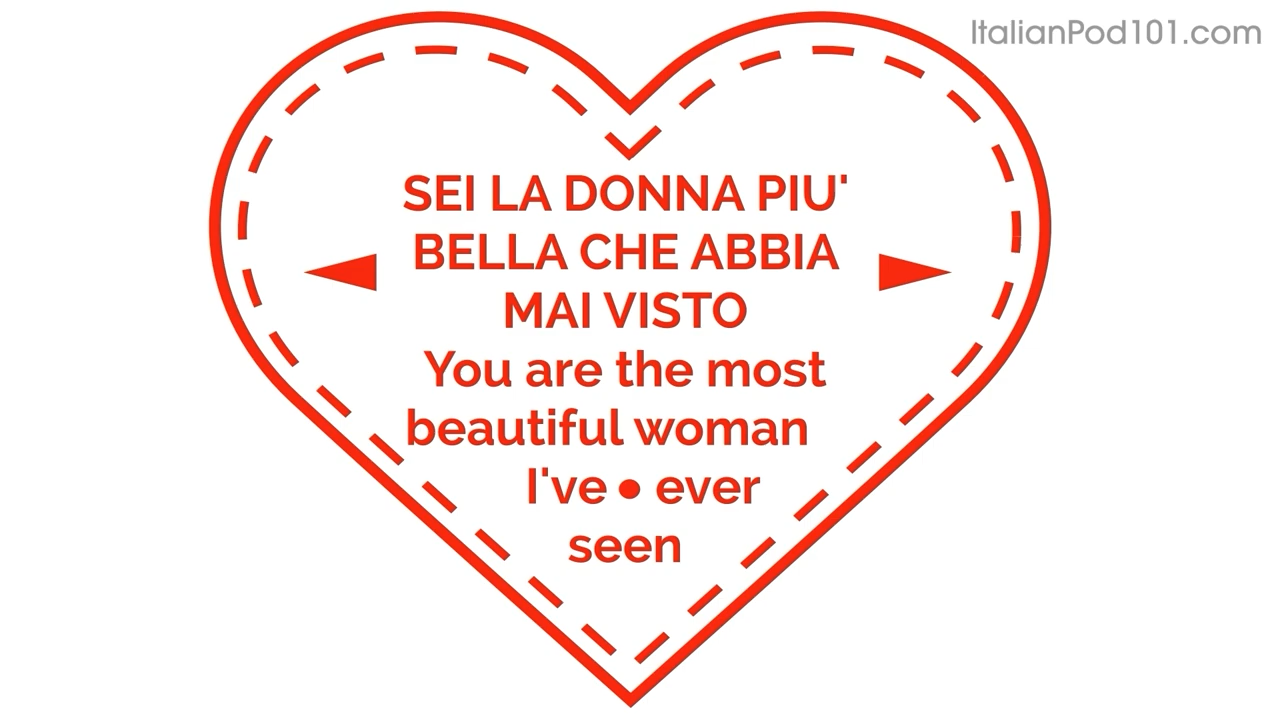 ItalianPod101.com
SEI LA DONNA PIU'
BELLA CHE ABBIA
MAI VISTO
You are the most
beautiful woman
I've • ever
seen